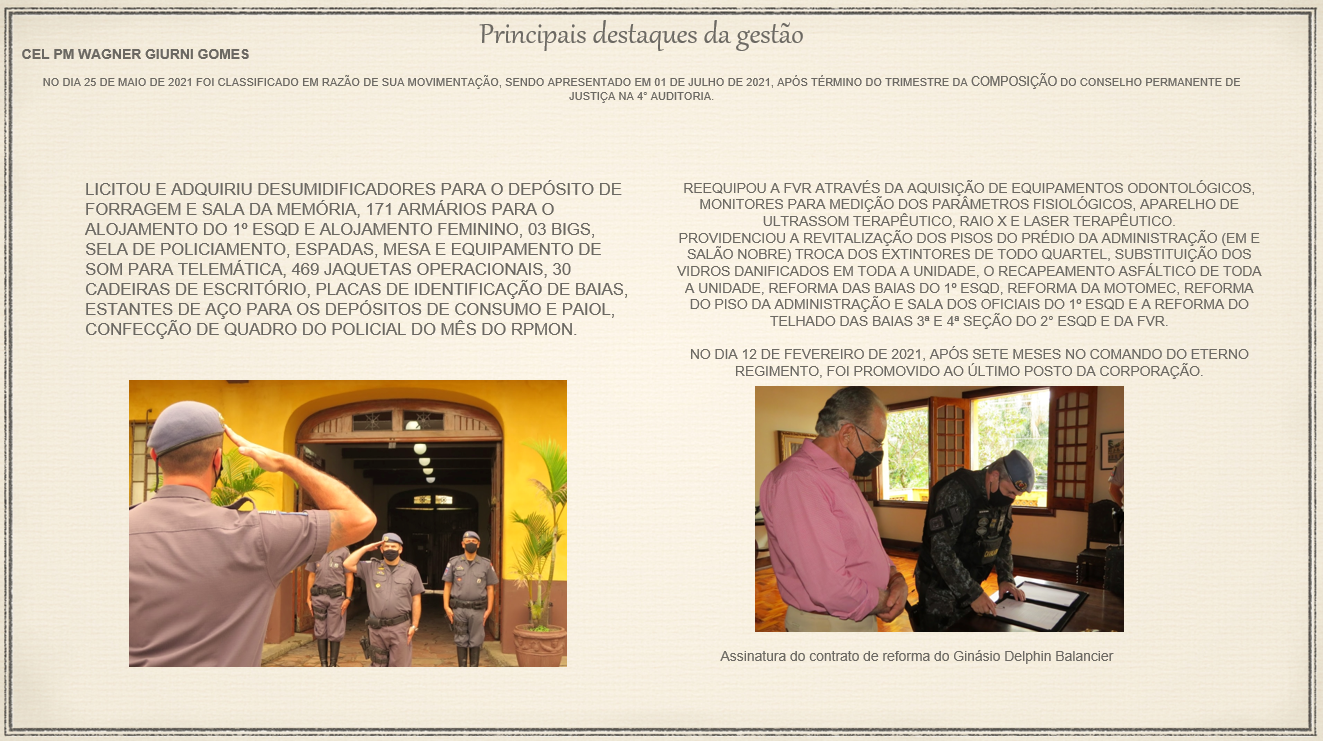 Principais destaques da gestão
CEL PM WAGNER GIURNI GOMES
NO DIA 25 DE MAIO DE 2021 FOI CLASSIFICADO EM RAZÃO DE SUA MOVIMENTAÇÃO, SENDO APRESENTADO EM 01 DE JULHO DE 2021, APÓS TÉRMINO DO TRIMESTRE DA COMPOSIÇÃO DO CONSELHO PERMANENTE DE
JUSTIÇA NA 4° AUDITORIA.
LICITOU E ADQUIRIU DESUMIDIFICADORES PARA O DEPÓSITO DE
FORRAGEM E SALA DA MEMÓRIA, 171 ARMÁRIOS PARA O
ALOJAMENTO DO 1º ESQD E ALOJAMENTO FEMININO, 03 BIGS,
SELA DE POLICIAMENTO, ESPADAS, MESA E EQUIPAMENTO DE
SOM PARA TELEMÁTICA, 469 JAQUETAS OPERACIONAIS, 30
CADEIRAS DE ESCRITÓRIO, PLACAS DE IDENTIFICAÇÃO DE BAIAS,
ESTANTES DE AÇO PARA OS DEPÓSITOS DE CONSUMO E PAIOL,
CONFECÇÃO DE QUADRO DO POLICIAL DO MÊS DO RPMON.
REEQUIPOU A FVR ATRAVÉS DA AQUISIÇÃO DE EQUIPAMENTOS ODONTOLÓGICOS,
MONITORES PARA MEDIÇÃO DOS PARÂMETROS FISIOLÓGICOS, APARELHO DE
ULTRASSOM TERAPÊUTICO, RAIO X E LASER TERAPÊUTICO.
PROVIDENCIOU A REVITALIZAÇÃO DOS PISOS DO PRÉDIO DA ADMINISTRAÇÃO (EM E
SALÃO NOBRE) TROCA DOS EXTINTORES DE TODO QUARTEL, SUBSTITUIÇÃO DOS
VIDROS DANIFICADOS EM TODA A UNIDADE, O RECAPEAMENTO ASFÁLTICO DE TODA
A UNIDADE, REFORMA DAS BAIAS DO 1º ESQD, REFORMA DA MOTOMEC, REFORMA
DO PISO DA ADMINISTRAÇÃO E SALA DOS OFICIAIS DO 1º ESQD E A REFORMA DO
TELHADO DAS BAIAS 3ª E 4ª SEÇÃO DO 2° ESQD E DA FVR.
NO DIA 12 DE FEVEREIRO DE 2021, APÓS SETE MESES NO COMANDO DO ETERNO
REGIMENTO, FOI PROMOVIDO AO ÚLTIMO POSTO DA CORPORAÇÃO.
Assinatura do contrato de reforma do Ginásio Delphin Balancier